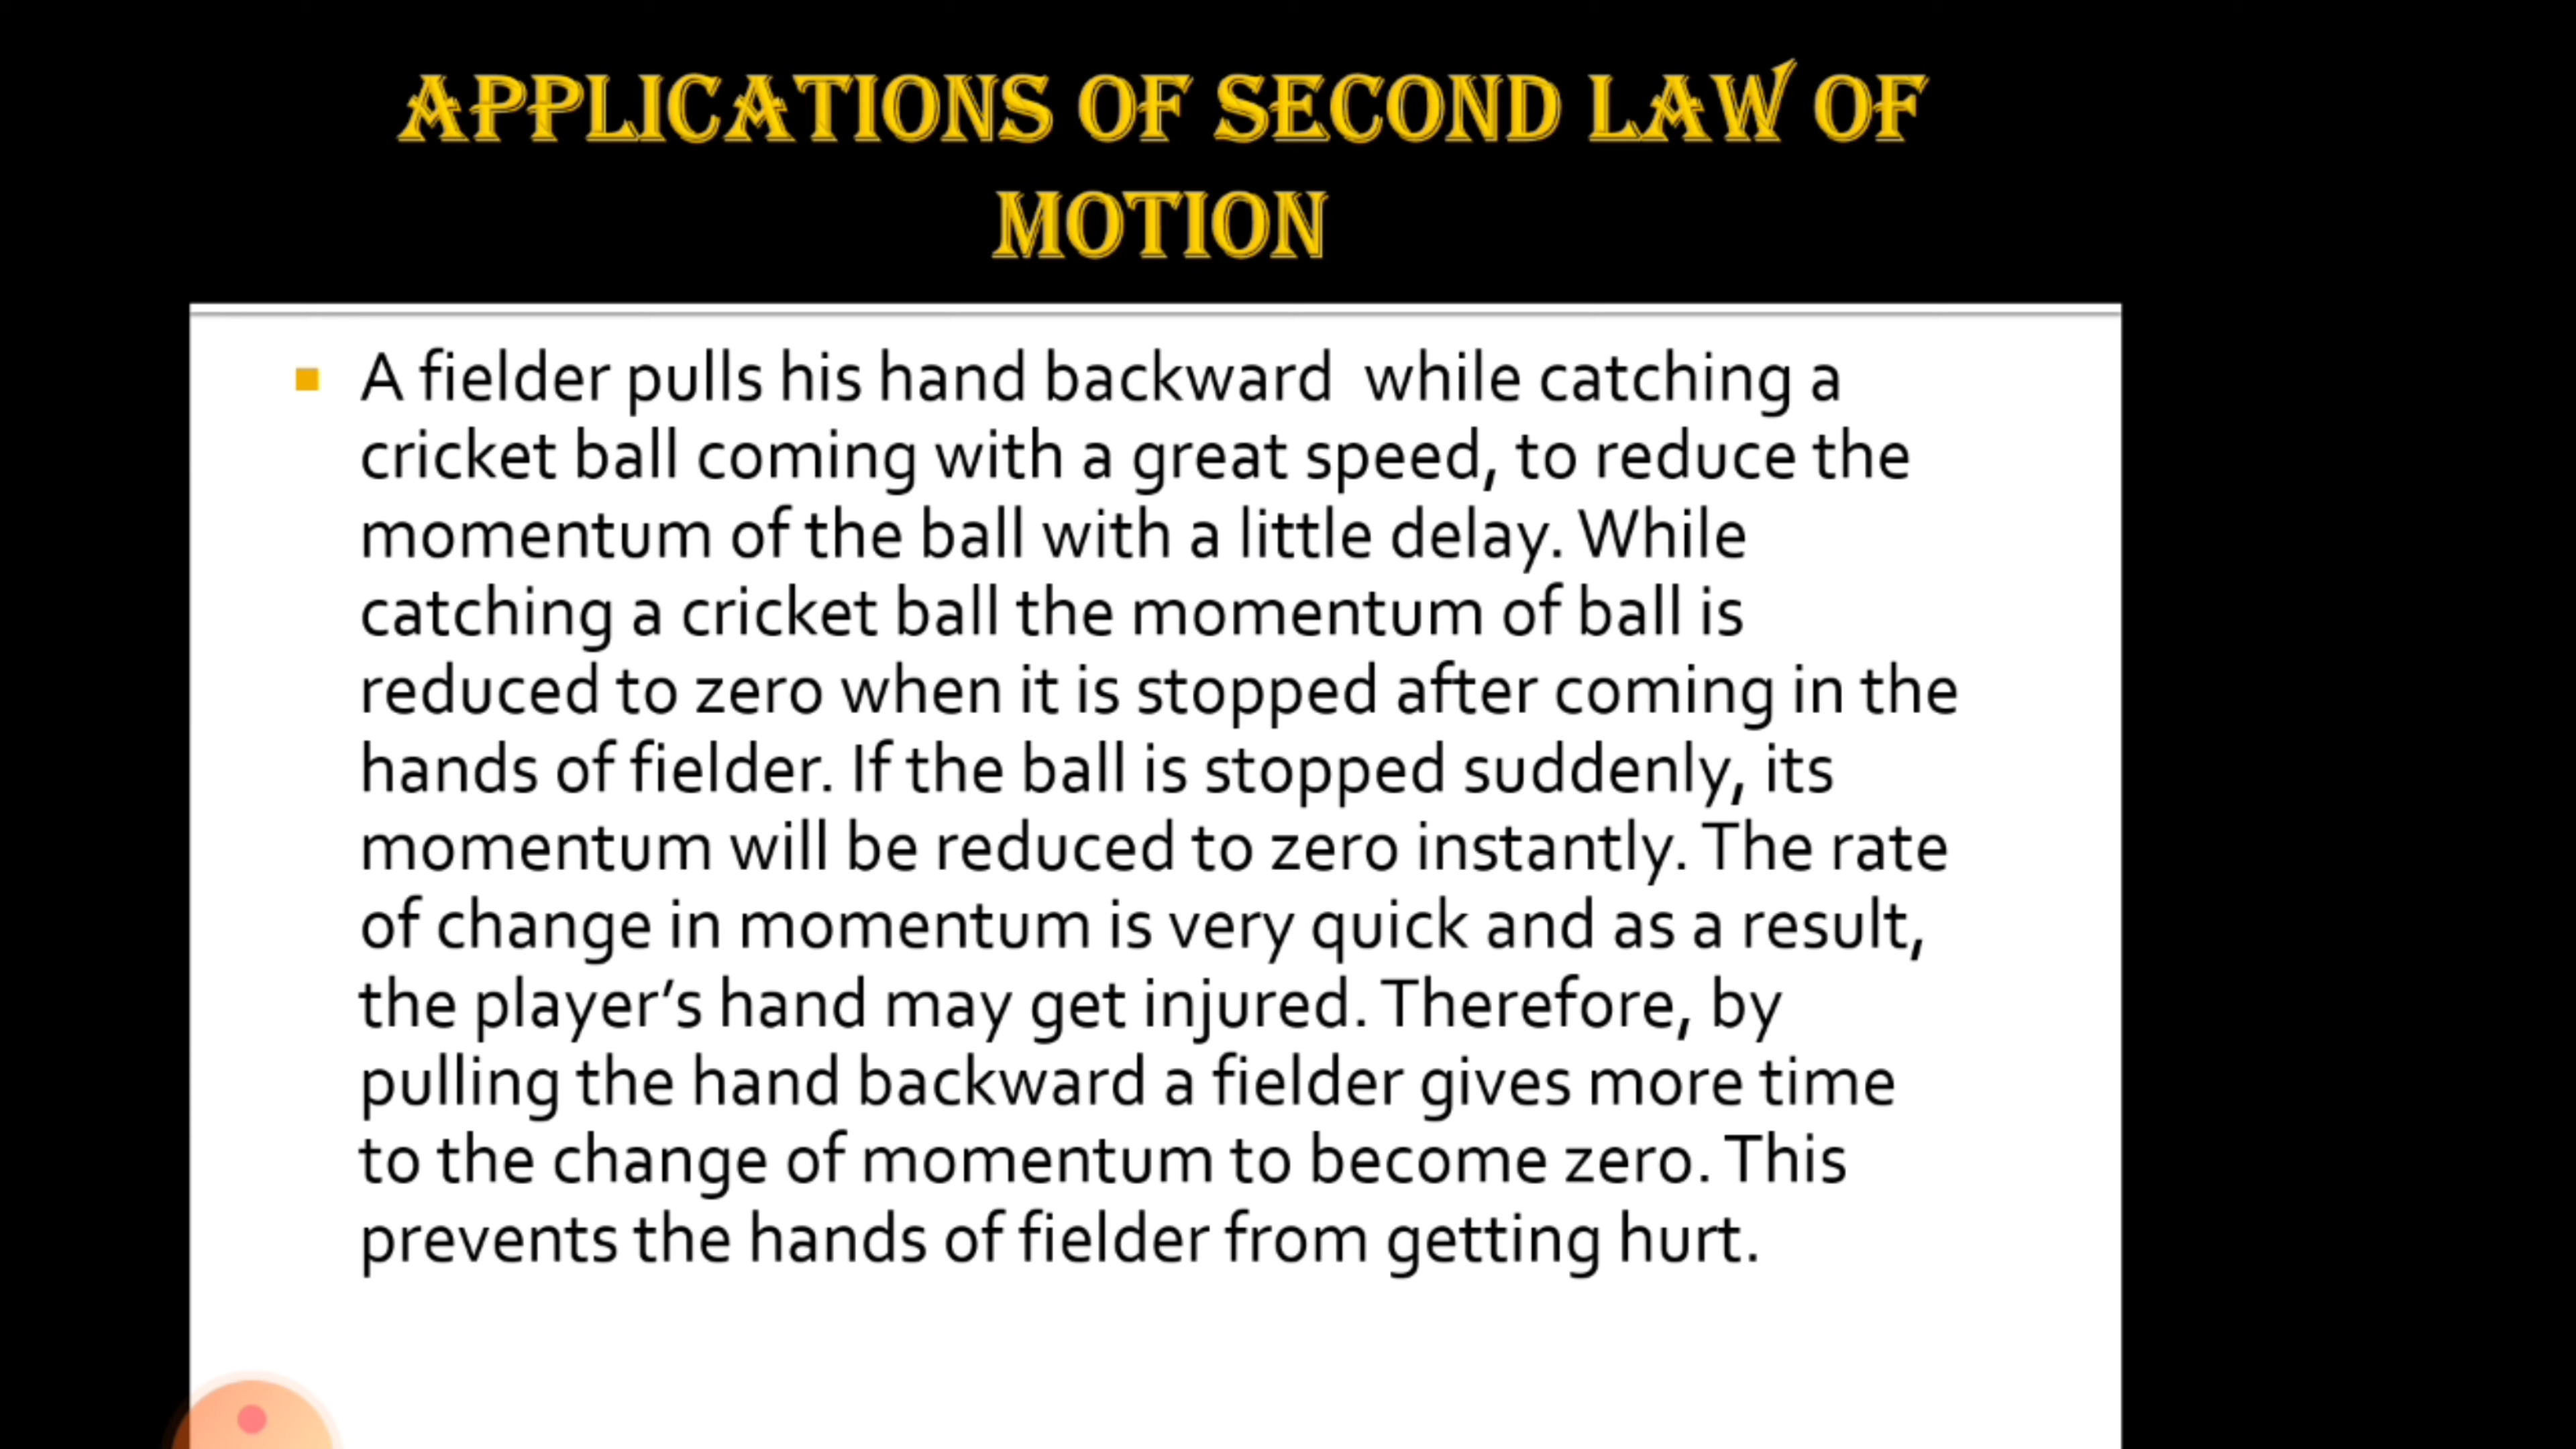 APPLICATIONS OF SECOND LAW OF
MOTION
A fielder pulls his hand backward while catching a
cricket ball coming with a great speed, to reduce the
momentum of the ball with a little delay. While
catching a cricket ball the momentum of ball is
reduced to zero when it is stopped after coming in the
hands of fielder. If the ball is stopped suddenly, its
momentum will be reduced to zero instantly. The rate
of change in momentum is very quick and as a result,
the player’s hand may get injured. Therefore, by
pulling the hand backward a fielder gives more time
to the change of momentum to become zero. This
prevents the hands of fielder from getting hurt.